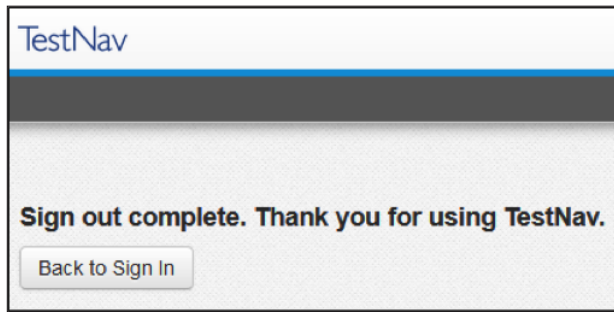 TestNav
Sign out complete. Thank you for using TestNav.
Back to Sign In